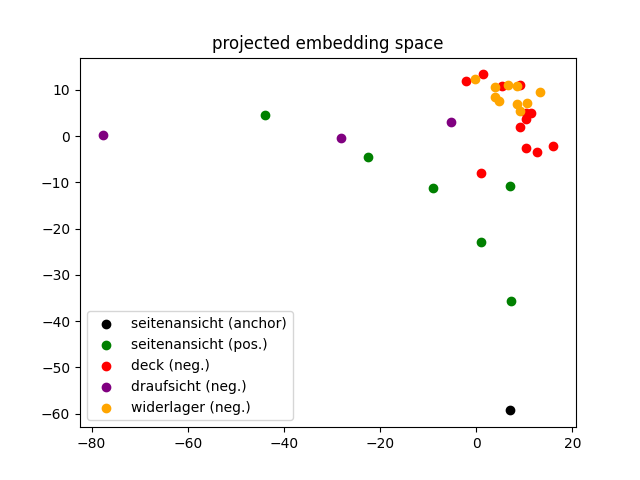 projected embedding space
10
0
−10
−20
−30
−40
−50
−60
−80
−60
−40
−20
0
20
seitenansicht (anchor)
seitenansicht (pos.)
deck (neg.)
draufsicht (neg.)
widerlager (neg.)